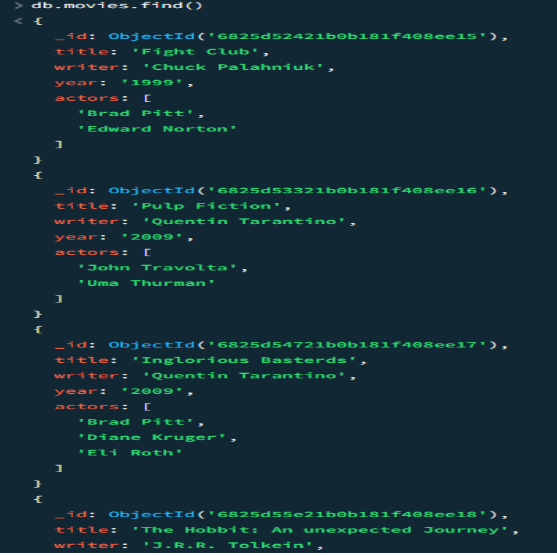 > db.movies.find()
< {
_id: ObjectId('6825d52421b0b181f408ee15'),
title: 'Fight Club',
writer: 'Chuck Palahniuk',
year: '1999',
actors: [
'Brad Pitt',
'Edward Norton'
]
}
{
_id: ObjectId('6825d53321b0b181f408ee16'),
title: 'Pulp Fiction',
writer: 'Quentin Tarantino',
year: '2009',
actors: [
'John Travolta',
'Uma Thurman'
]
}
{
_id: ObjectId('6825d54721b0b181f408ee17'),
title: 'Inglorious Basterds',
writer: 'Quentin Tarantino',
year: '2009',
actors: [
'Brad Pitt',
'Diane Kruger',
'Eli Roth'
]
}
{
_id: ObjectId('6825d55e21b0b181f408ee18'),
title: 'The Hobbit: An unexpected Journey',
writer: 'J.R.R. Tolkein',